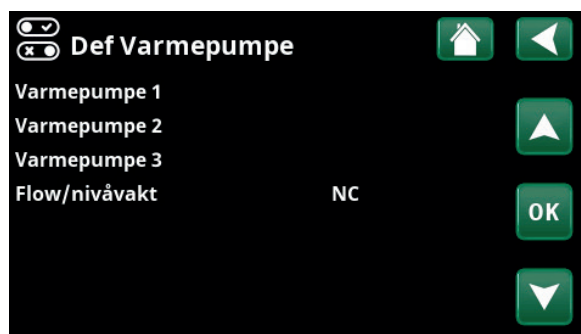 Def Varmepumpe
Varmepumpe 1
Varmepumpe 2
Varmepumpe 3
Flow/nivåvakt NC
OK